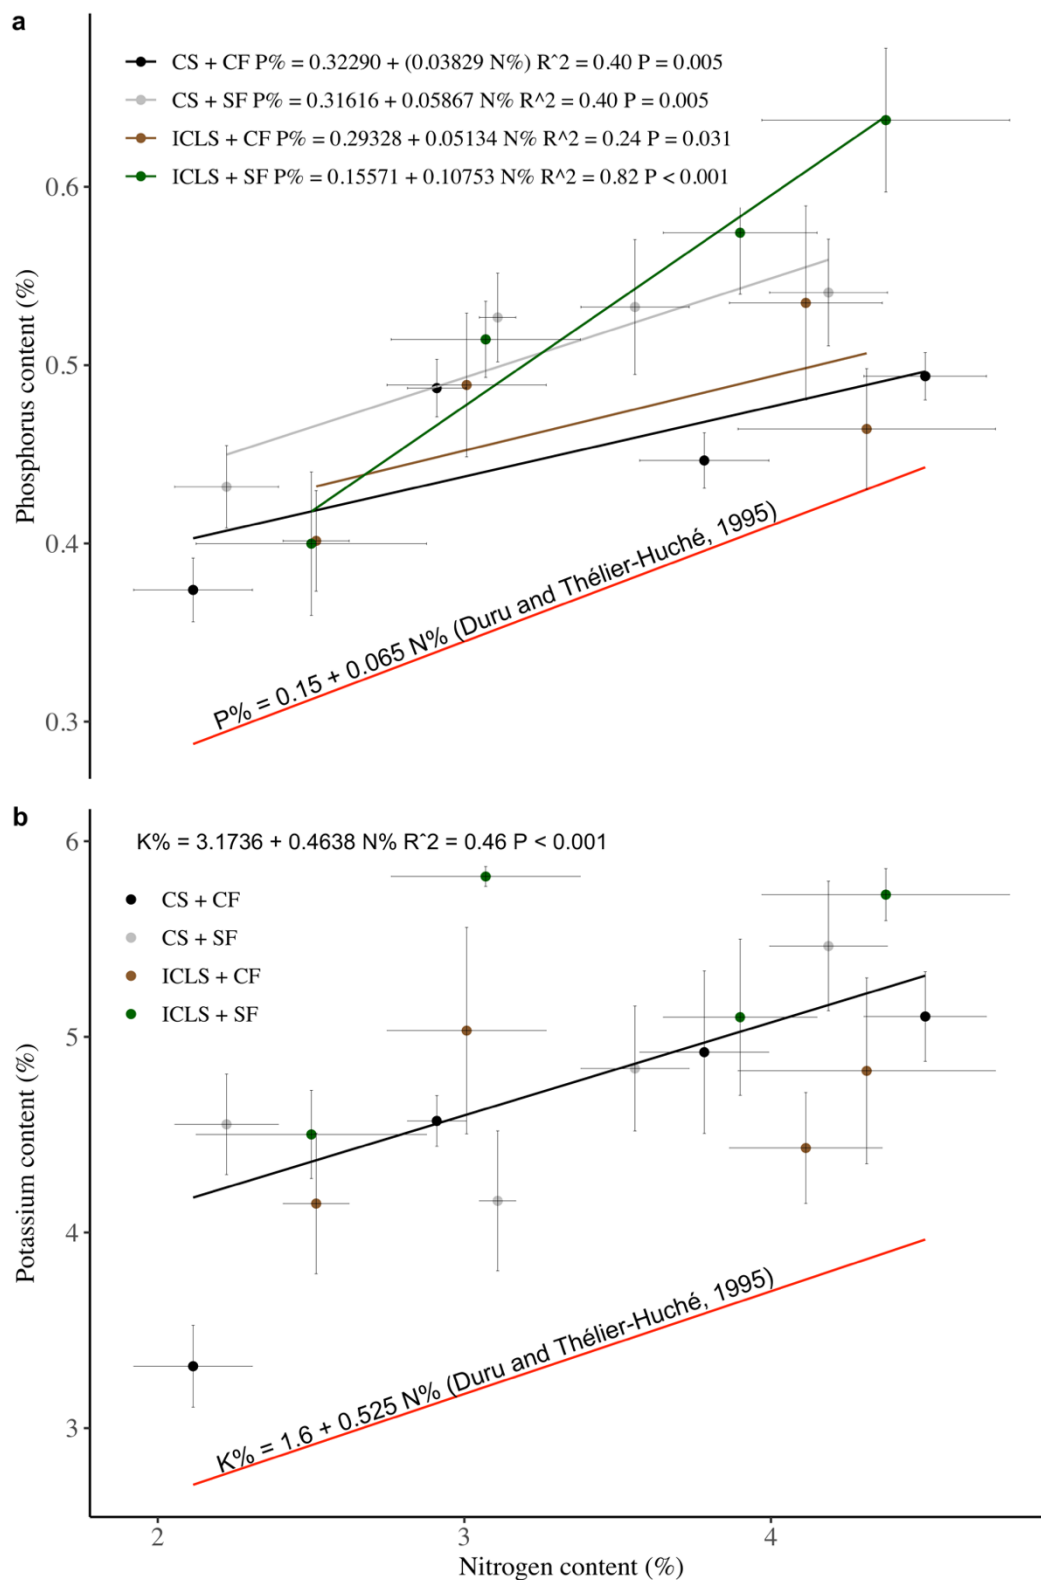 a
CS + CF P% = 0.32290 + (0.03829 N%) R^2 = 0.40 P = 0.005
CS + SF P% = 0.31616 + 0.05867 N% R^2 = 0.40 P = 0.005
ICLS + CF P% = 0.29328 + 0.05134 N% R^2 = 0.24 P = 0.031
ICLS + SF P% = 0.15571 + 0.10753 N% R^2 = 0.82 P < 0.001
Phosphorus content (%)
0.6
0.5
0.4
0.3
P% = 0.15 + 0.065 N% (Duru and Thélier-Huché, 1995)
b
K% = 3.1736 + 0.4638 N% R^2 = 0.46 P < 0.001
CS + CF
CS + SF
ICLS + CF
ICLS + SF
Potassium content (%)
6
5
4
3
K% = 1.6 + 0.525 N% (Duru and Thélier-Huché, 1995)
2 3 4
Nitrogen content (%)